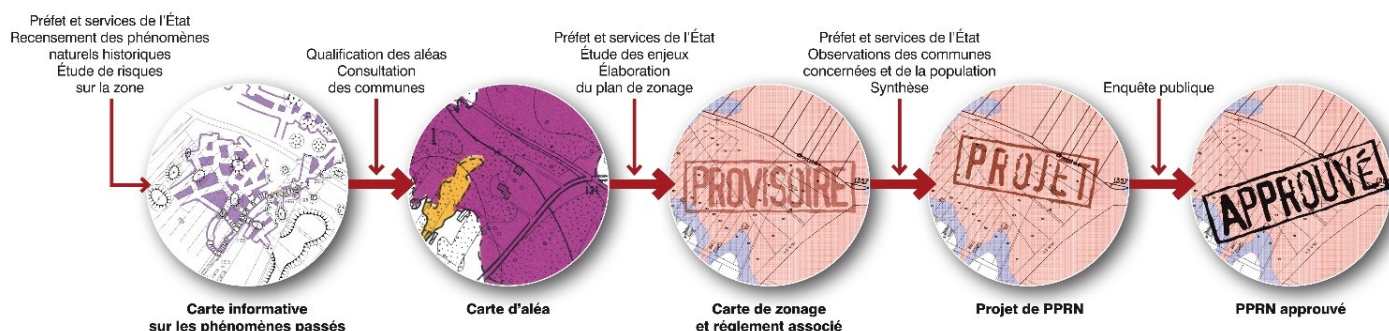 Préfet et services de l'État
Recensement des phénomènes
naturels historiques
Étude de risques
sur la zone
Qualification des aléas
Consultation
des communes
Préfet et services de l'État
Étude des enjeux
Élaboration
du plan de zonage
Préfet et services de l'État
Observations des communes
concernées et de la population
Synthèse
Enquête publique
1
131
PROVISOIRE
PROJET
APPROUVÉ
Carte informative
sur les phénomènes passés
Carte d'aléa
Carte de zonage
et réglement associé
Projet de PPRN
PPRN approuvé